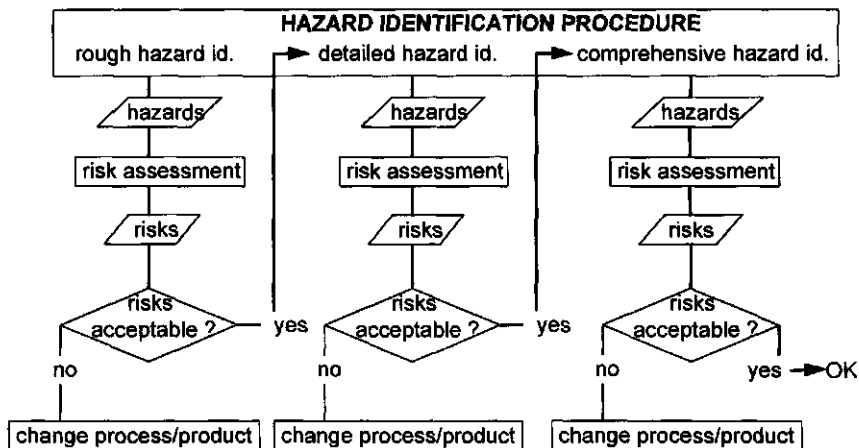 HAZARD IDENTIFICATION PROCEDURE
rough hazard id. detailed hazard id. comprehensive hazard id.
hazards hazards hazards
risk assessment risk assessment risk assessment
risks risks risks
risks risks risks
acceptable ? yes acceptable ? yes acceptable ?
no no no yes OK
change process/product change process/product change process/product